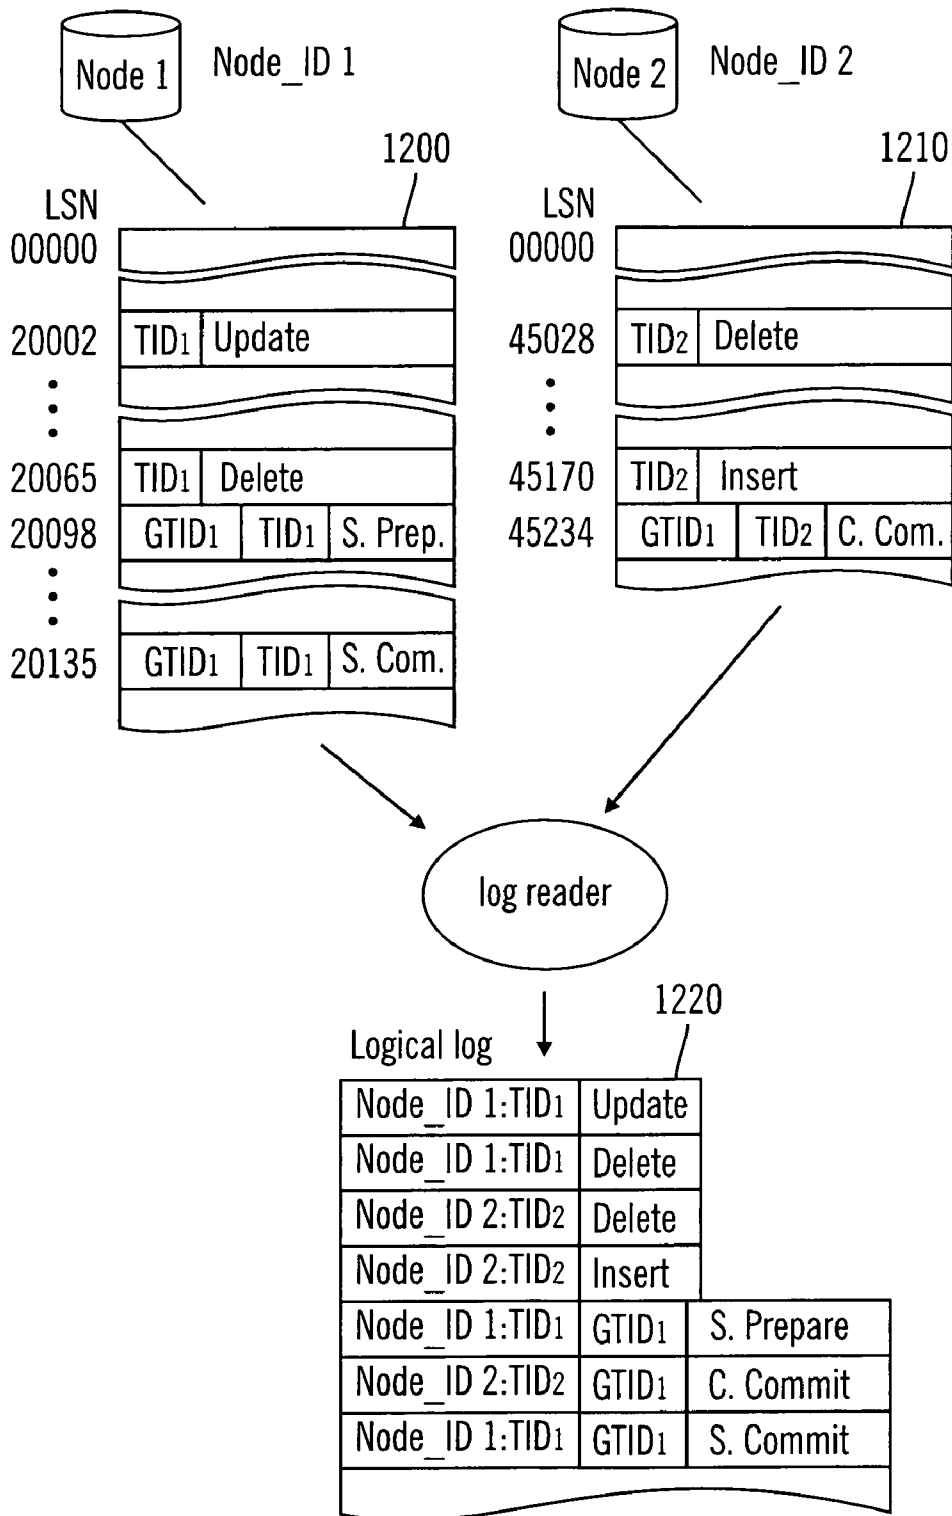 Node 1 Node_ID 1 Node 2 Node_ID 2
1200 1210
LSN LSN
00000 00000
20002 TID1 Update 45028 TID2 Delete
20065 TID1 Delete 45170 TID2 Insert
20098 GTID1 TID1 S. Prep. 45234 GTID1 TID2 C. Com.
20135 GTID1 TID1 S. Com.
log reader
1220
Logical log
Node_ID 1:TID1 Update
Node_ID 1:TID1 Delete
Node_ID 2:TID2 Delete
Node_ID 2:TID2 Insert
Node_ID 1:TID1 GTID1 S. Prepare
Node_ID 2:TID2 GTID1 C. Commit
Node_ID 1:TID1 GTID1 S. Commit